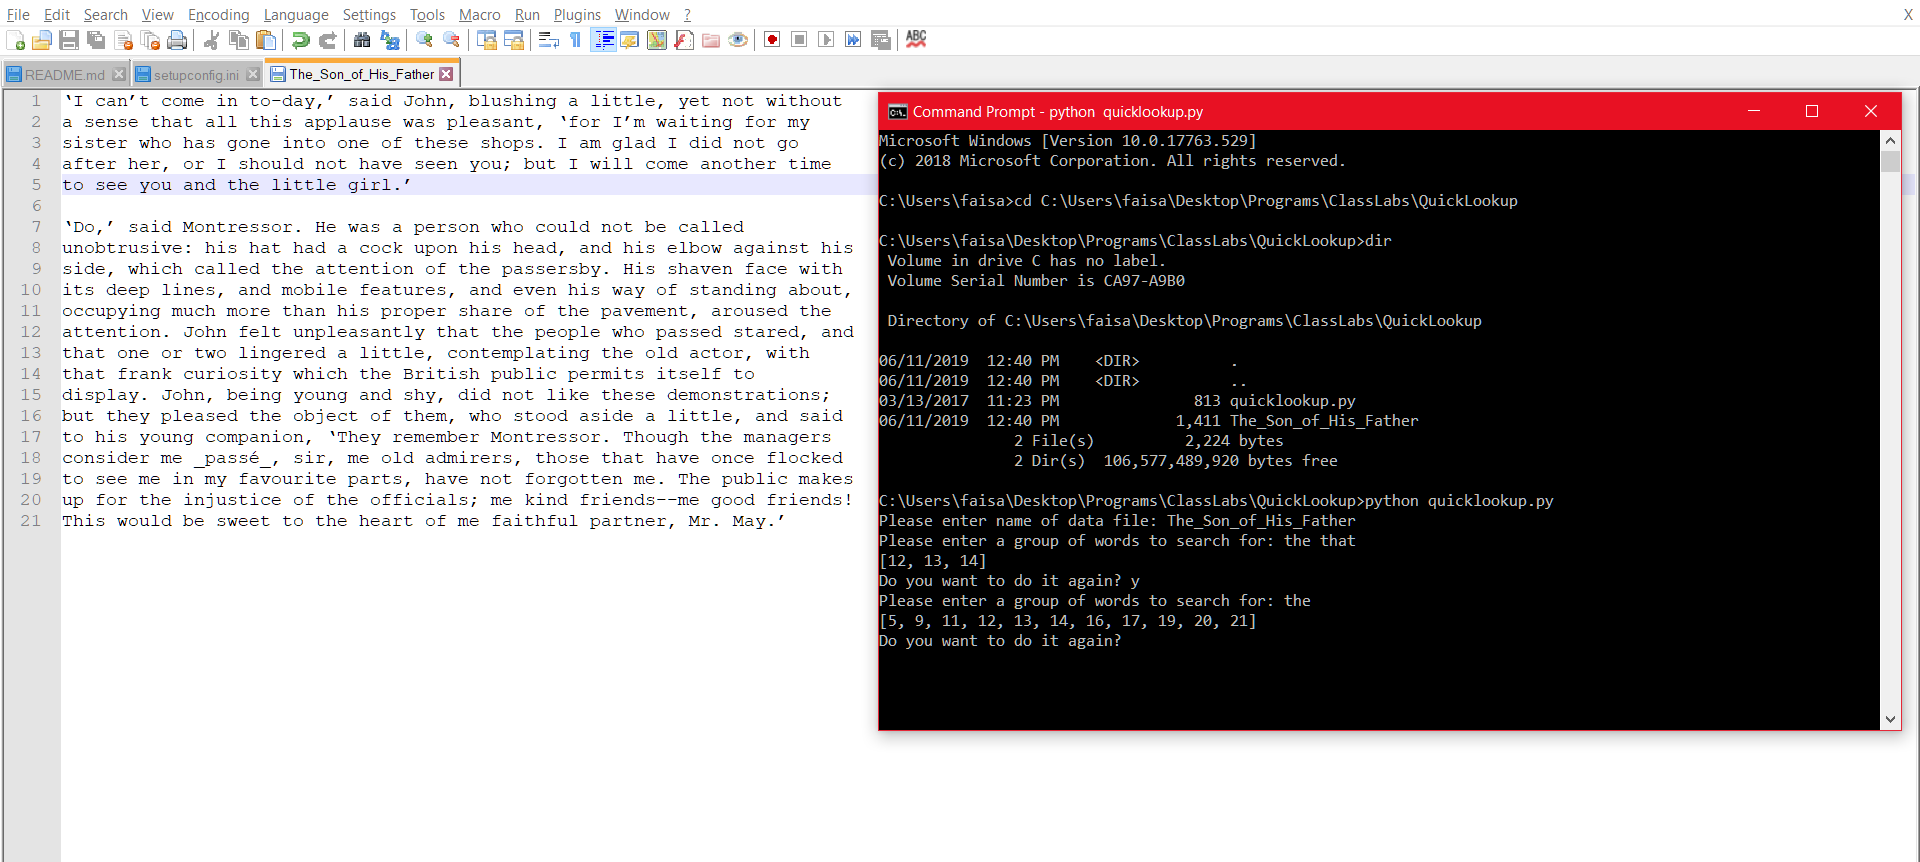 File Edit Search View Encoding Language Settings Tools Macro Run Plugins Window ? X
ABC
README.md setupconfig.ini The_Son_of_His_Father
1 ‘I can’t come in to-day,’ said John, blushing a little, yet not without
2 a sense that all this applause was pleasant, ‘for I’m waiting for my
3 sister who has gone into one of these shops. I am glad I did not go
4 after her, or I should not have seen you; but I will come another time
5 to see you and the little girl.’
6
7 ‘Do,’ said Montressor. He was a person who could not be called
8 unobtrusive: his hat had a cock upon his head, and his elbow against his
9 side, which called the attention of the passersby. His shaven face with
10 its deep lines, and mobile features, and even his way of standing about,
11 occupying much more than his proper share of the pavement, aroused the
12 attention. John felt unpleasantly that the people who passed stared, and
13 that one or two lingered a little, contemplating the old actor, with
14 that frank curiosity which the British public permits itself to
15 display. John, being young and shy, did not like these demonstrations;
16 but they pleased the object of them, who stood aside a little, and said
17 to his young companion, ‘They remember Montressor. Though the managers
18 consider me _passé_, sir, me old admirers, those that have once flocked
19 to see me in my favourite parts, have not forgotten me. The public makes
20 up for the injustice of the officials; me kind friends--me good friends!
21 This would be sweet to the heart of me faithful partner, Mr. May.’
C:\. Command Prompt - python quicklookup.py
Microsoft Windows [Version 10.0.17763.529]
(c) 2018 Microsoft Corporation. All rights reserved.
C:\Users\faisa>cd C:\Users\faisa\Desktop\Programs\ClassLabs\QuickLookup
C:\Users\faisa\Desktop\Programs\ClassLabs\QuickLookup>dir
Volume in drive C has no label.
Volume Serial Number is CA97-A9B0
Directory of C:\Users\faisa\Desktop\Programs\ClassLabs\QuickLookup
06/11/2019 12:40 PM <DIR> .
06/11/2019 12:40 PM <DIR> ..
03/13/2017 11:23 PM 813 quicklookup.py
06/11/2019 12:40 PM 1,411 The_Son_of_His_Father
2 File(s) 2,224 bytes
2 Dir(s) 106,577,489,920 bytes free
C:\Users\faisa\Desktop\Programs\ClassLabs\QuickLookup>python quicklookup.py
Please enter name of data file: The_Son_of_His_Father
Please enter a group of words to search for: the that
[12, 13, 14]
Do you want to do it again? y
Please enter a group of words to search for: the
[5, 9, 11, 12, 13, 14, 16, 17, 19, 20, 21]
Do you want to do it again?